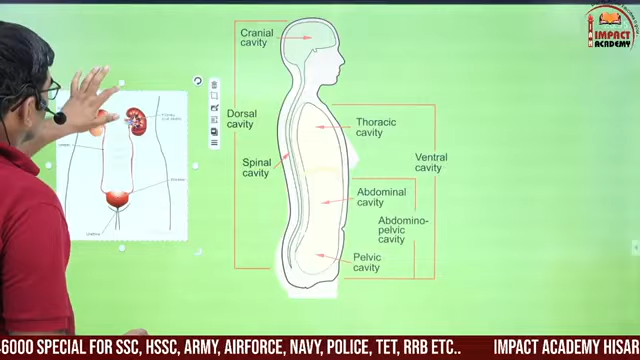 IMPACT
ACADEMY
Cranial
cavity
Dorsal
cavity
Thoracic
cavity
Ventral
cavity
Spinal
cavity
Abdominal
cavity
Abdomino-
pelvic
cavity
Pelvic
cavity
46000 SPECIAL FOR SSC, HSSC, ARMY, AIRFORCE, NAVY, POLICE, TET, RRB ETC.. IMPACT ACADEMY HISAR